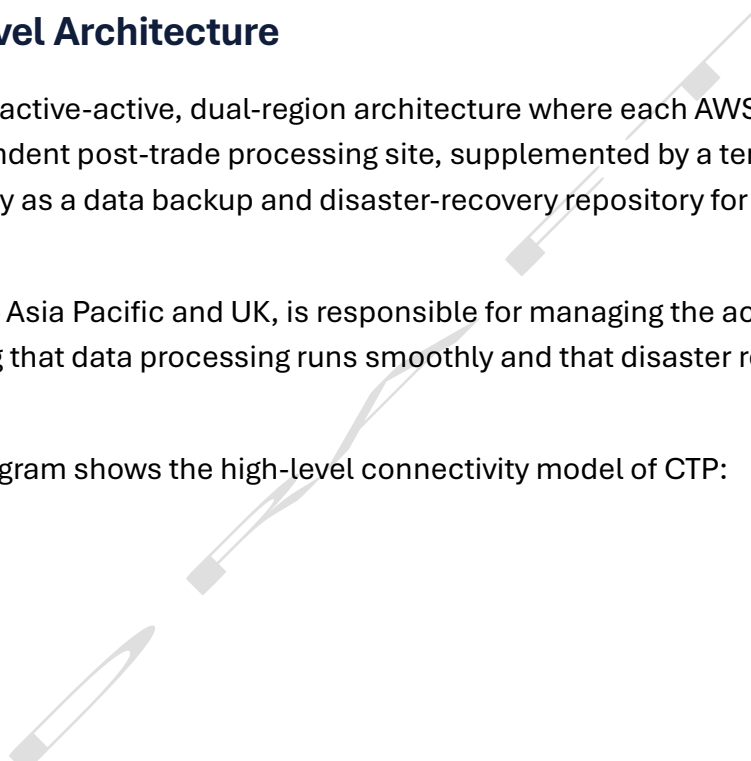 vel Architecture
active-active, dual-region architecture where each AWS
ndent post-trade processing site, supplemented by a ter
y as a data backup and disaster-recovery repository for
Asia Pacific and UK, is responsible for managing the ac
g that data processing runs smoothly and that disaster re
gram shows the high-level connectivity model of CTP: